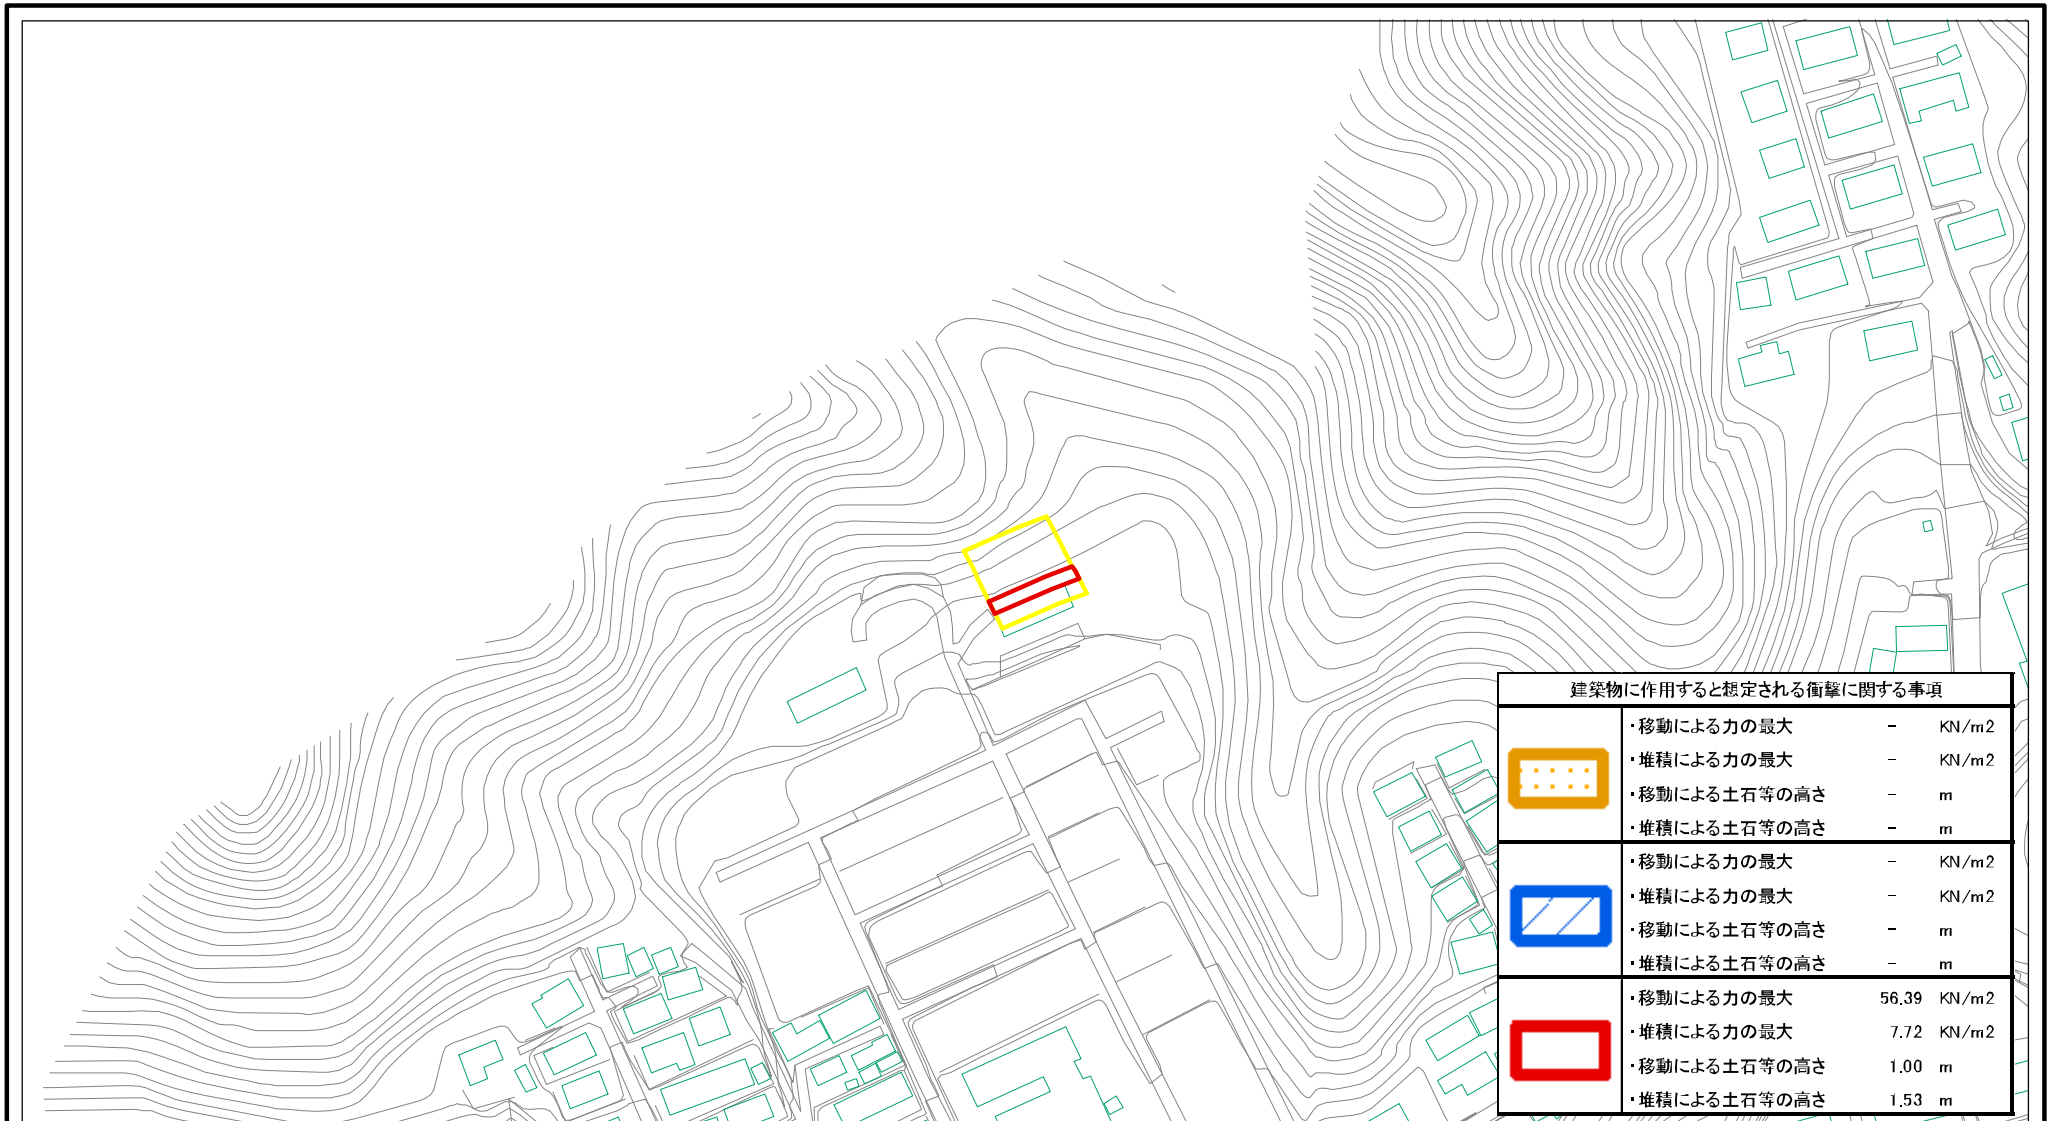 建築物に作用すると想定される衝撃に関する事項
・移動による力の最大 - KN/m2
・堆積による力の最大 - KN/m2
・移動による土石等の高さ - m
・堆積による土石等の高さ - m
・移動による力の最大 - KN/m2
・堆積による力の最大 - KN/m2
・移動による土石等の高さ - m
・堆積による土石等の高さ - m
・移動による力の最大 56.39 KN/m2
・堆積による力の最大 7.72 KN/m2
・移動による土石等の高さ 1.00 m
・堆積による土石等の高さ 1.53 m